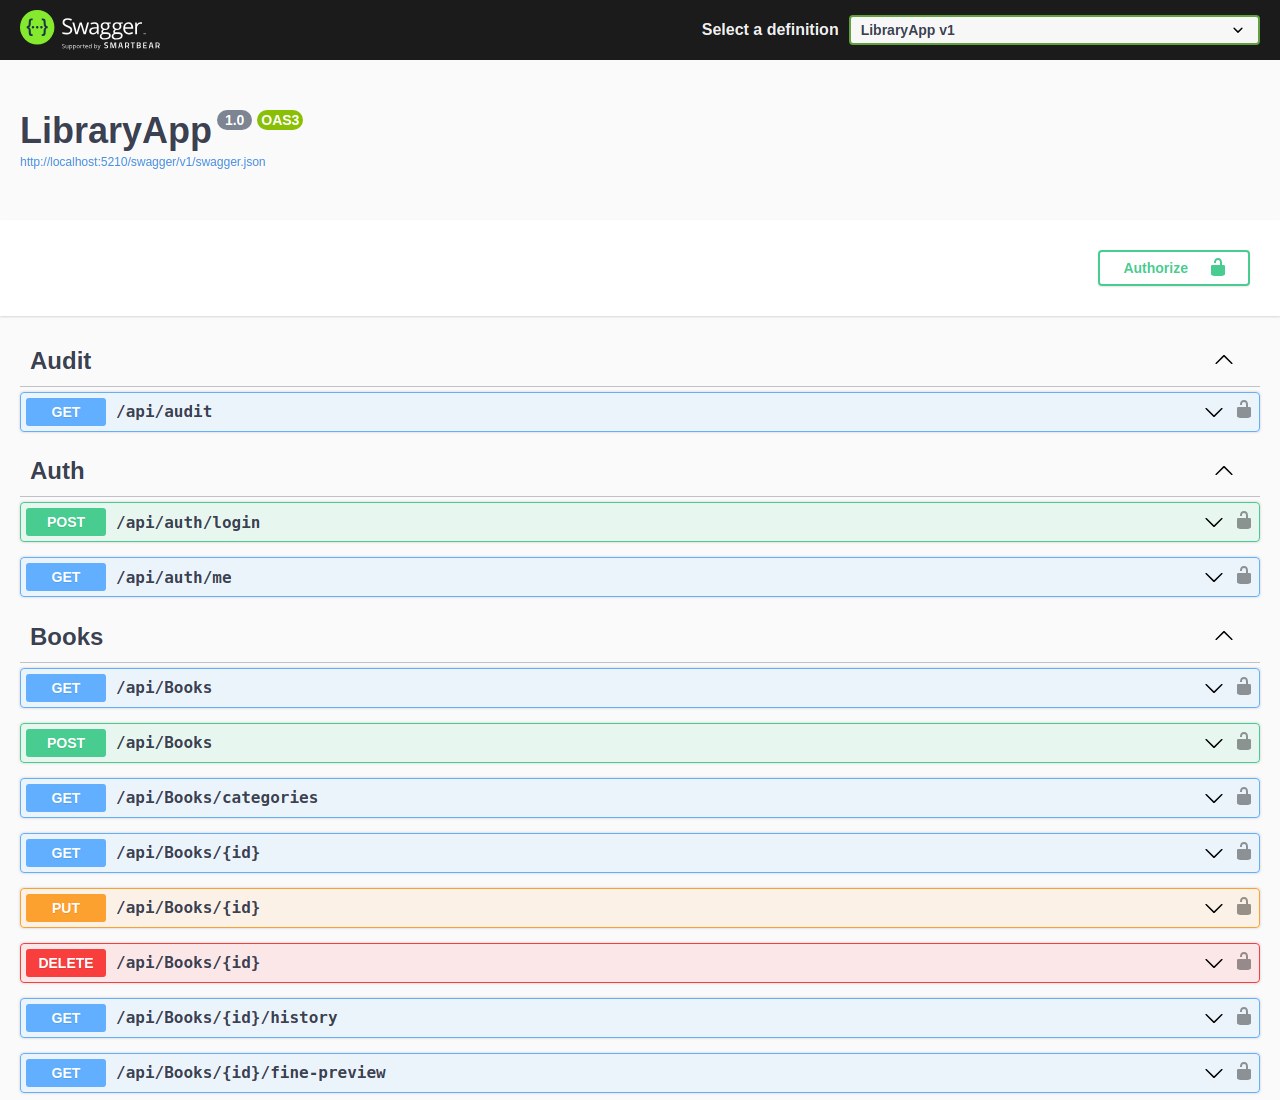 Swagger
Supported by SMARTBEAR
Select a definition
LibraryApp v1
LibraryApp 1.0 OAS3
http://localhost:5210/swagger/v1/swagger.json
Authorize
Audit
GET /api/audit
Auth
POST /api/auth/login
GET /api/auth/me
Books
GET /api/Books
POST /api/Books
GET /api/Books/categories
GET /api/Books/{id}
PUT /api/Books/{id}
DELETE /api/Books/{id}
GET /api/Books/{id}/history
GET /api/Books/{id}/fine-preview